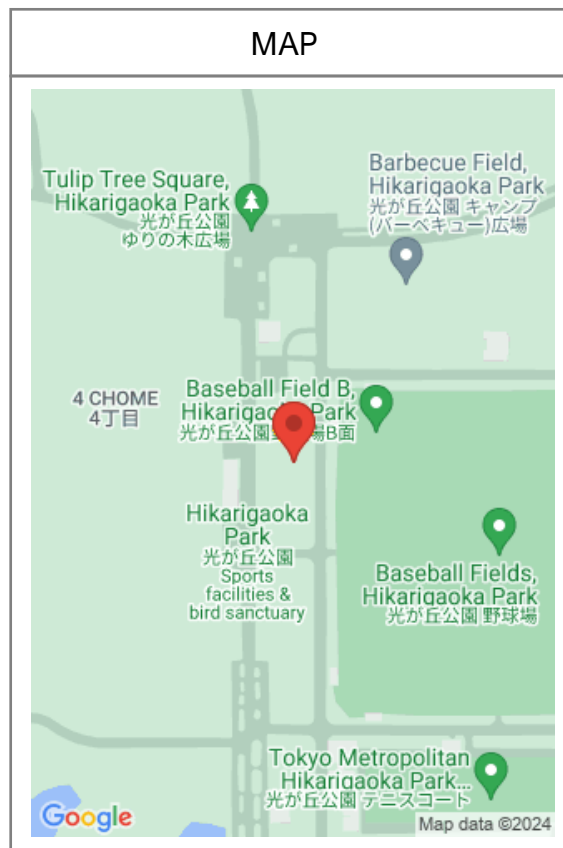 MAP
Tulip Tree Square,
Hikarigaoka Park
光が丘公園
ゆりの木広場
Barbecue Field,
Hikarigaoka Park
光が丘公園 キャンプ
(バーベキュー)広場
4 CHOME
4丁目
Baseball Field B,
Park
光が丘公園
B面
Hikarigaoka
Park
光が丘公園
Sports
facilities &
bird sanctuary
Baseball Fields,
Hikarigaoka Park
光が丘公園 野球場
Tokyo Metropolitan
Hikarigaoka Park...
光が丘公園 テニスコート
Google
Map data ©2024